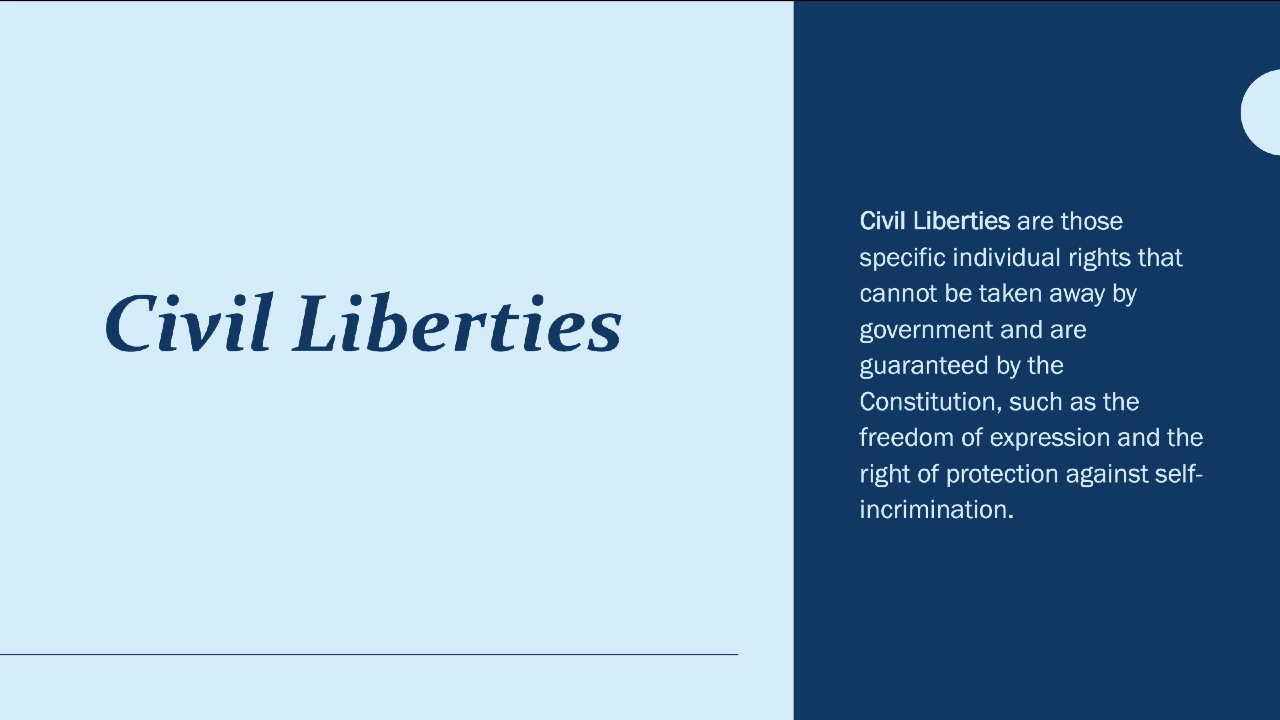 Civil Liberties
Civil Liberties are those
specific individual rights that
cannot be taken away by
government and are
guaranteed by the
Constitution, such as the
freedom of expression and the
right of protection against self-
incrimination.